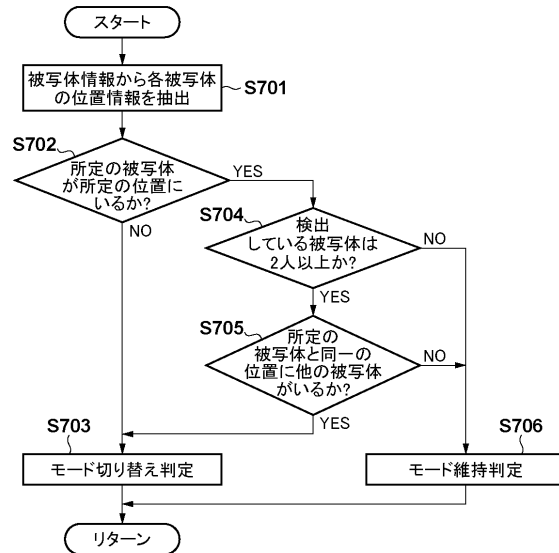 スタート
被写体情報から各被写体
の位置情報を抽出
S701
S702
所定の被写体
が所定の位置に
いるか?
YES
NO
S704
検出
している被写体は
2人以上か?
NO
YES
S705
所定の
被写体と同一の
位置に他の被写体
がいるか?
NO
YES
S703
モード切り替え判定
S706
モード維持判定
リターン